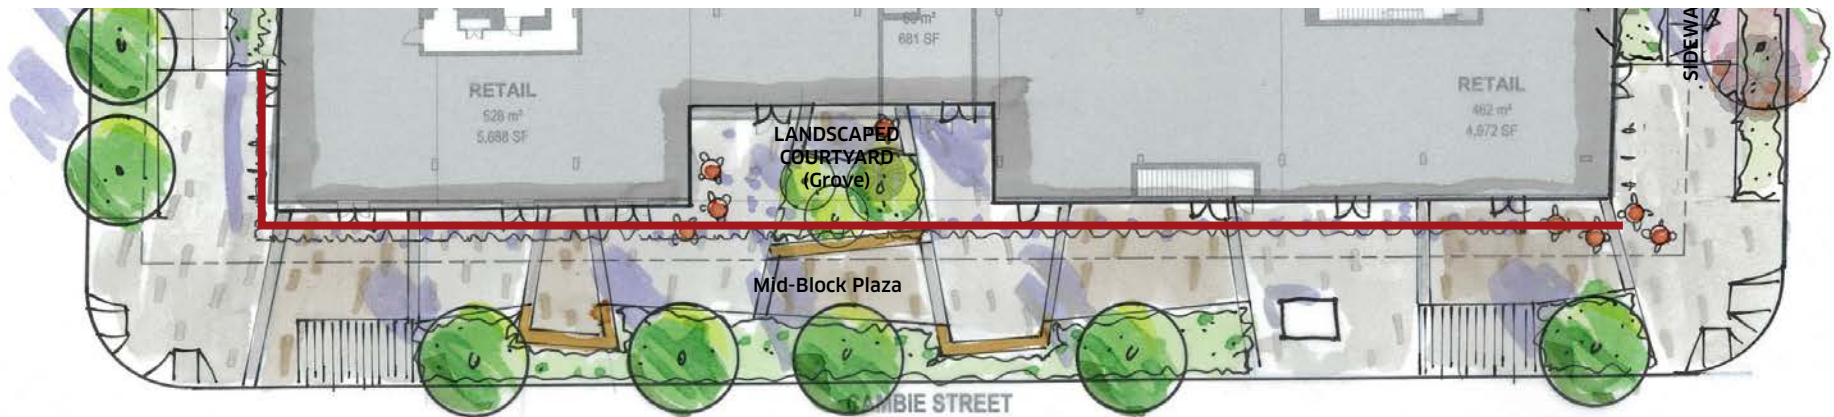 681 SF
SIDEWA
RETAIL
528 m²
5,688 SF
RETAIL
462 m²
4,972 SF
LANDSCAPED
COURTYARD
(Grove)
Mid-Block Plaza
CAMBIE STREET